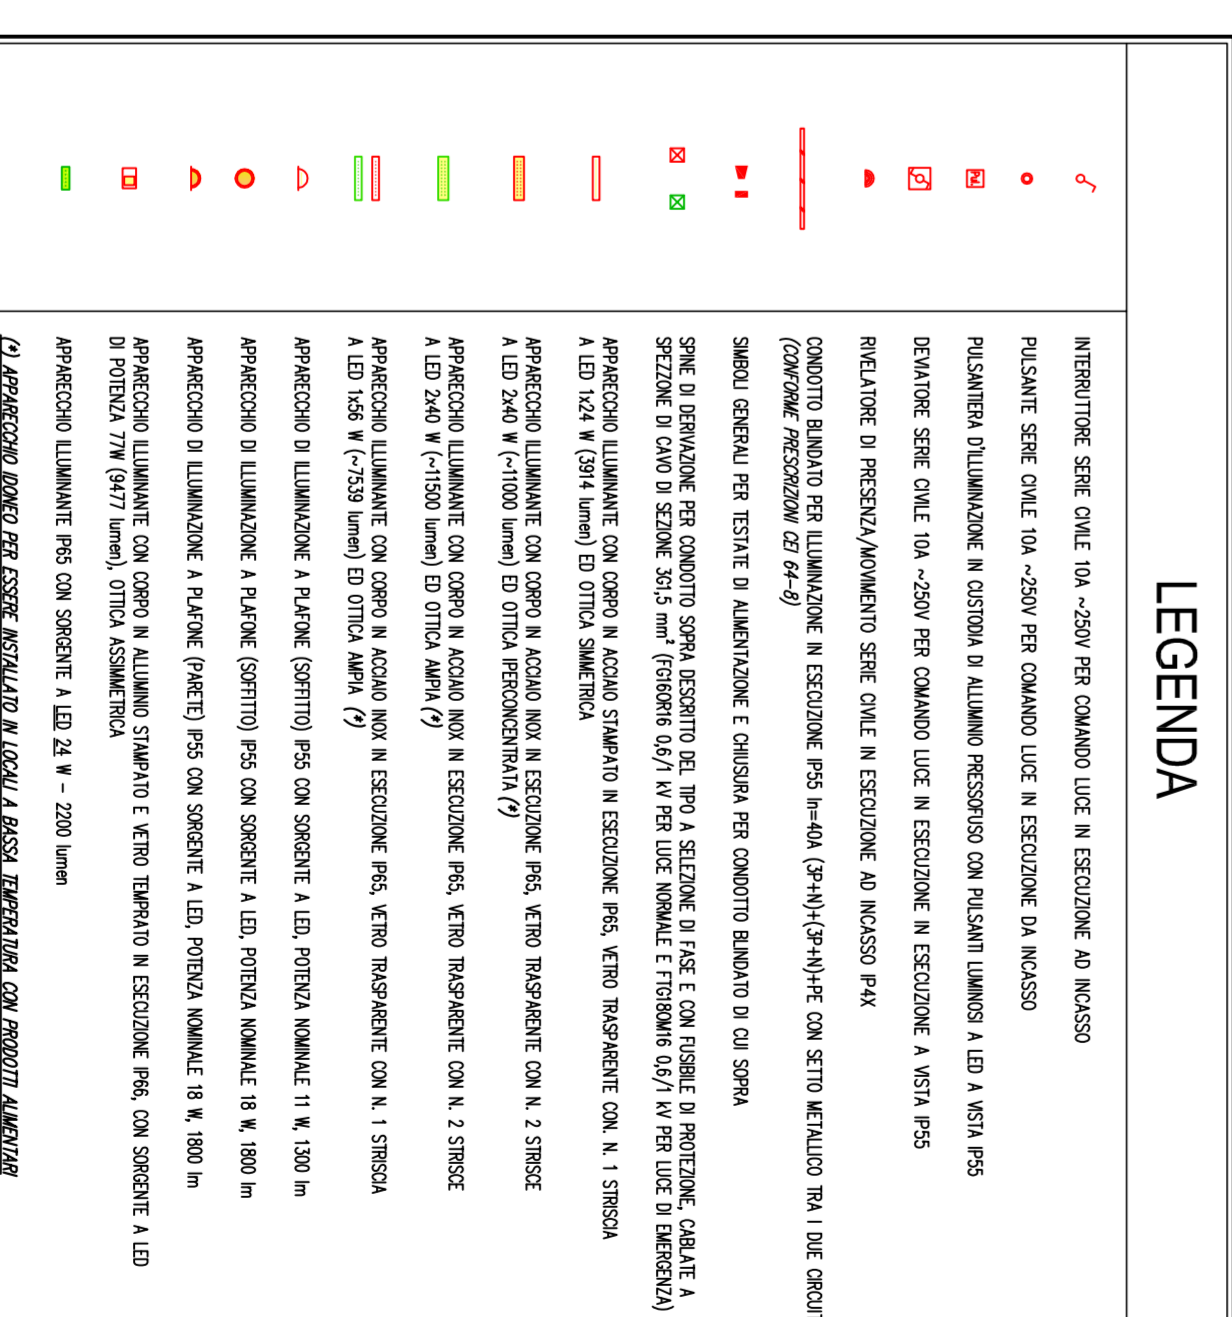 LEGENDA
INTERRUTTORE SERIE CIVILE 10A ~250V PER COMANDO LUCE IN ESECUZIONE AD INCASSO
PULSANTE SERIE CIVILE 10A ~250V PER COMANDO LUCE IN ESECUZIONE DA INCASSO
Pul.
PULSANTIERA D'ILLUMINAZIONE IN CUSTODIA DI ALLUMINIO PRESSOFUSO CON PULSANTI LUMINOSI A LED A VISTA IP55
DEVIATORE SERIE CIVILE 10A ~250V PER COMANDO LUCE IN ESECUZIONE IN ESECUZIONE A VISTA IP55
RIVELATORE DI PRESENZA/MOVIMENTO SERIE CIVILE IN ESECUZIONE AD INCASSO IP4X
CONDOTTO BLINDATO PER ILLUMINAZIONE IN ESECUZIONE IP55 In=40A (3P+N)+(3P+N)+PE CON SETTO METALLICO TRA I DUE CIRCUIT
(CONFORME PRESCRIZIONI CEI 64-8)
SIMBOLI GENERALI PER TESTATE DI ALIMENTAZIONE E CHIUSURA PER CONDOTTO BLINDATO DI CUI SOPRA
SPINE DI DERIVAZIONE PER CONDOTTO SOPRA DESCRITTO DEL TIPO A SELEZIONE DI FASE E CON FUSIBILE DI PROTEZIONE, CABLATE A
SPEZZONE DI CAVO DI SEZIONE 3G1,5 mm² (FG16OR16 0,6/1 kV PER LUCE NORMALE E FTG18OM16 0,6/1 kV PER LUCE DI EMERGENZA)
APPARECCHIO ILLUMINANTE CON CORPO IN ACCIAIO STAMPATO IN ESECUZIONE IP65, VETRO TRASPARENTE CON. N. 1 STRISCIA
A LED 1x24 W (3914 lumen) ED OTTICA SIMMETRICA
APPARECCHIO ILLUMINANTE CON CORPO IN ACCIAIO INOX IN ESECUZIONE IP65, VETRO TRASPARENTE CON N. 2 STRISCE
A LED 2x40 W (~11000 lumen) ED OTTICA IPERCONCENTRATA (*)
APPARECCHIO ILLUMINANTE CON CORPO IN ACCIAIO INOX IN ESECUZIONE IP65, VETRO TRASPARENTE CON N. 2 STRISCE
A LED 2x40 W (~11500 lumen) ED OTTICA AMPIA (*)
APPARECCHIO ILLUMINANTE CON CORPO IN ACCIAIO INOX IN ESECUZIONE IP65, VETRO TRASPARENTE CON N. 1 STRISCIA
A LED 1x56 W (~7539 lumen) ED OTTICA AMPIA (*)
APPARECCHIO DI ILLUMINAZIONE A PLAFONE (SOFFITTO) IP55 CON SORGENTE A LED, POTENZA NOMINALE 11 W, 1300 lm
APPARECCHIO DI ILLUMINAZIONE A PLAFONE (SOFFITTO) IP55 CON SORGENTE A LED, POTENZA NOMINALE 18 W, 1800 lm
APPARECCHIO DI ILLUMINAZIONE A PLAFONE (PARETE) IP55 CON SORGENTE A LED, POTENZA NOMINALE 18 W, 1800 lm
APPARECCHIO ILLUMINANTE CON CORPO IN ALLUMINIO STAMPATO E VETRO TEMPRATO IN ESECUZIONE IP66, CON SORGENTE A LED
DI POTENZA 77W (9477 lumen), OTTICA ASSIMMETRICA
APPARECCHIO ILLUMINANTE IP65 CON SORGENTE A LED 24 W - 2200 lumen
(*) APPARECCHIO IDONEO PER ESSERE INSTALLATO IN LOCALI A BASSA TEMPERATURA CON PRODOTTI ALIMENTARI